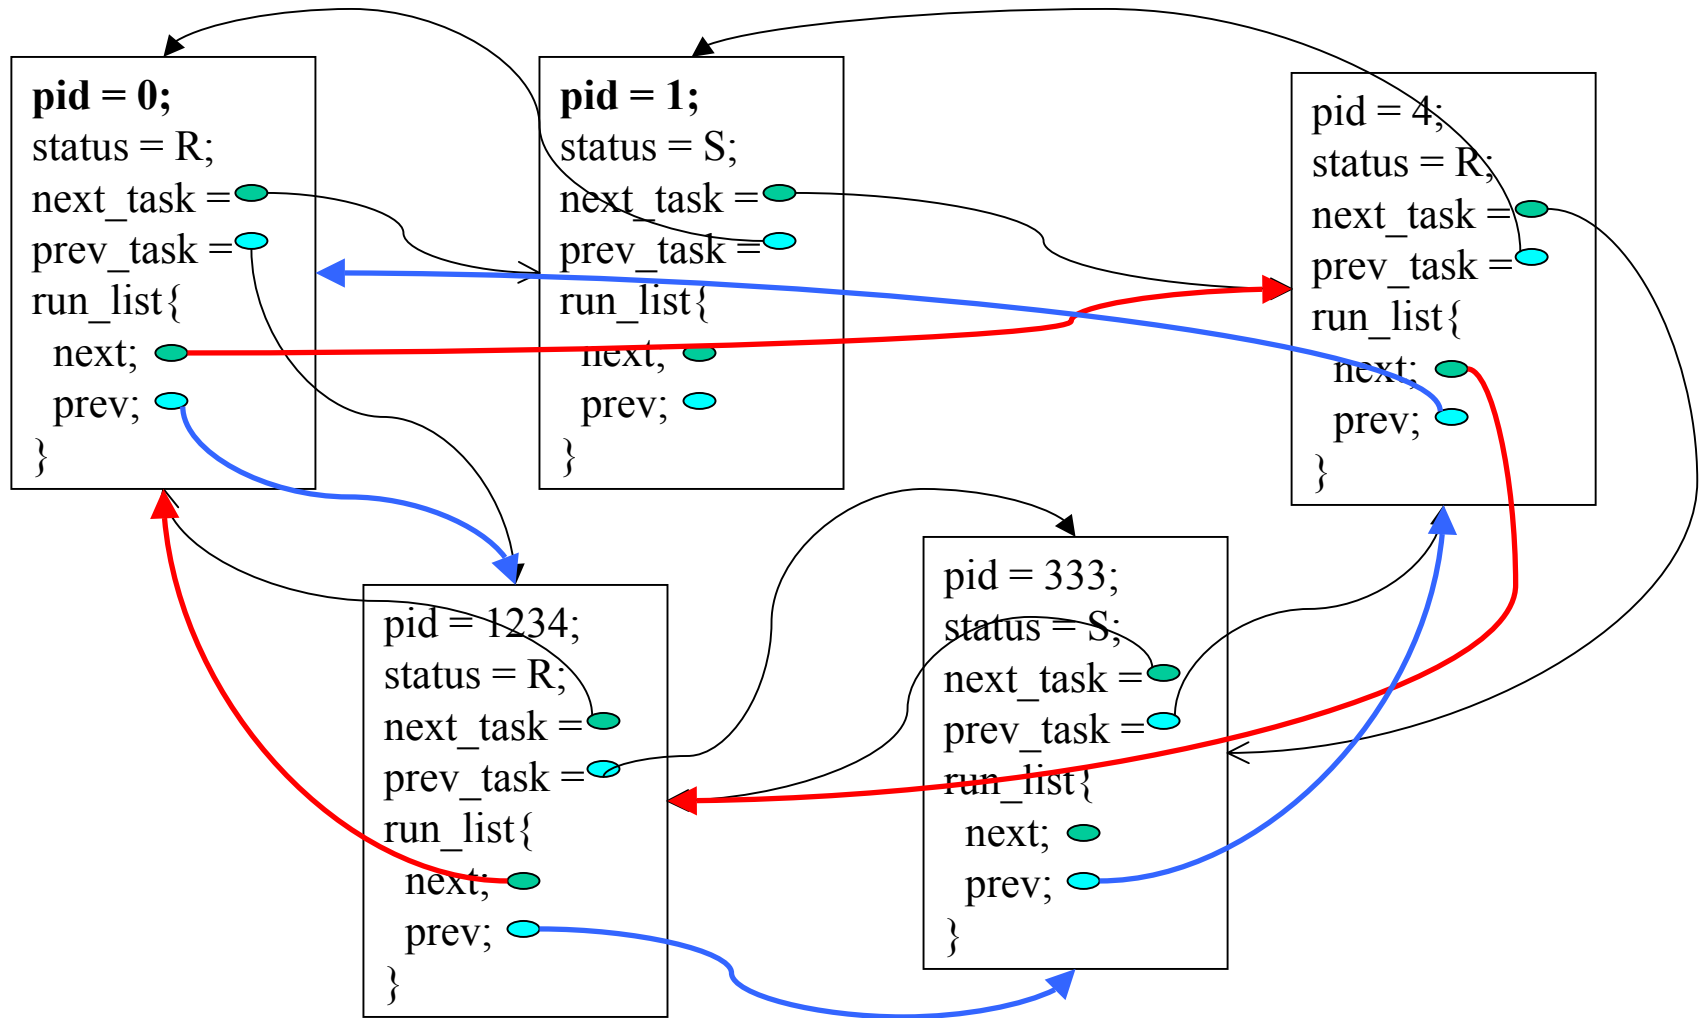 pid = 0;
status = R;
next_task =
prev_task =
run_list{
next;
prev;
}
pid = 1;
status = S;
next_task =
prev_task =
run_list{
next;
prev;
}
pid = 4;
status = R;
next_task =
prev_task =
run_list{
next;
prev;
}
pid = 1234;
status = R;
next_task =
prev_task =
run_list{
next;
prev;
}
pid = 333;
status = S;
next_task =
prev_task =
run_list{
next;
prev;
}